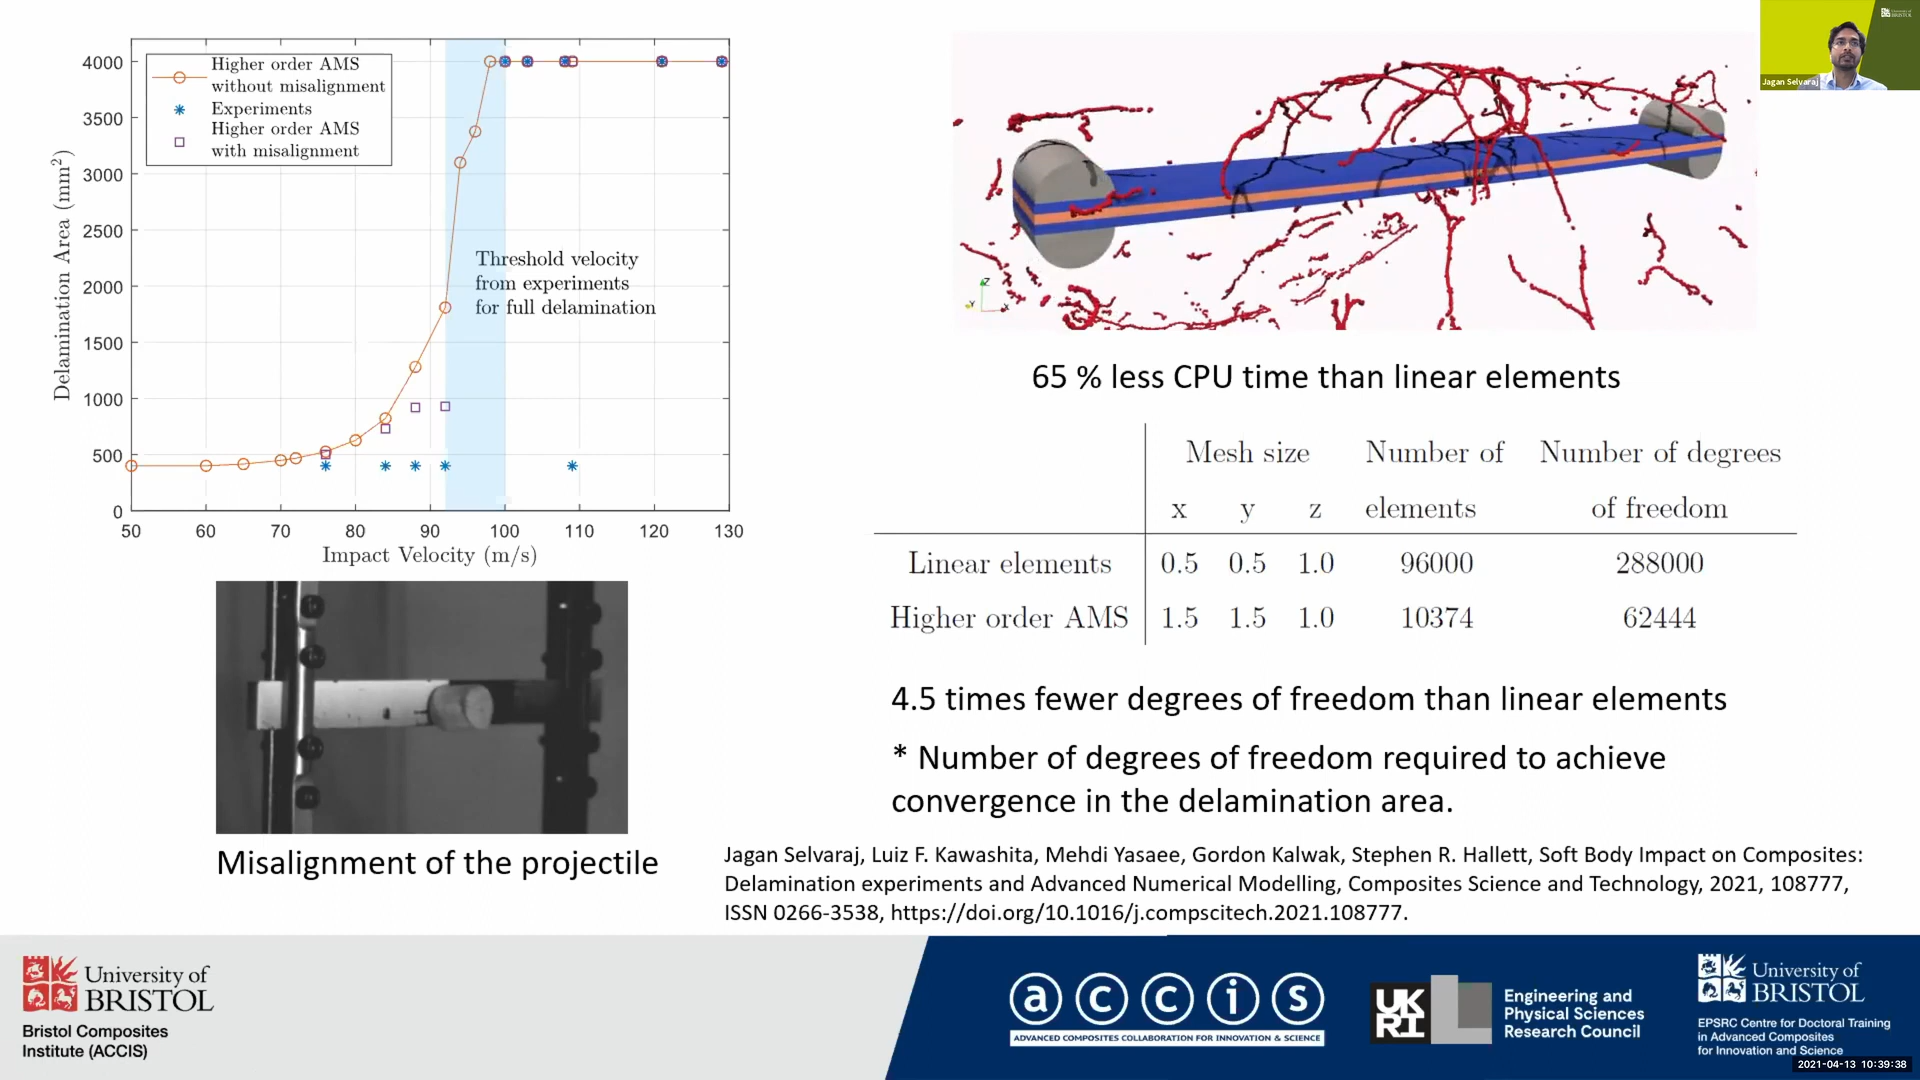 4000
3500
3000
2500
2000
1500
1000
500
0
50 60 70 80 90 100 110 120 130
Delamination Area (mm²)
Impact Velocity (m/s)
Higher order AMS
without misalignment
Experiments
Higher order AMS
with misalignment
Threshold velocity
from experiments
for full delamination
Misalignment of the projectile
Z
Y
X
Jagan Selvaraj
University of
BRISTOL
65 % less CPU time than linear elements
Mesh size Number of Number of degrees
x y z elements of freedom
Linear elements 0.5 0.5 1.0 96000 288000
Higher order AMS 1.5 1.5 1.0 10374 62444
4.5 times fewer degrees of freedom than linear elements
* Number of degrees of freedom required to achieve
convergence in the delamination area.
Jagan Selvaraj, Luiz F. Kawashita, Mehdi Yasaee, Gordon Kalwak, Stephen R. Hallett, Soft Body Impact on Composites:
Delamination experiments and Advanced Numerical Modelling, Composites Science and Technology, 2021, 108777,
ISSN 0266-3538, https://doi.org/10.1016/j.compscitech.2021.108777.
University of
BRISTOL
Bristol Composites
Institute (ACCIS)
accis
ADVANCED COMPOSITES COLLABORATION FOR INNOVATION & SCIENCE
UK
RI
Engineering and
Physical Sciences
Research Council
University of
BRISTOL
EPSRC Centre for Doctoral Training
in Advanced Composites
for Innovation and Science
2021-04-13 10:39:38